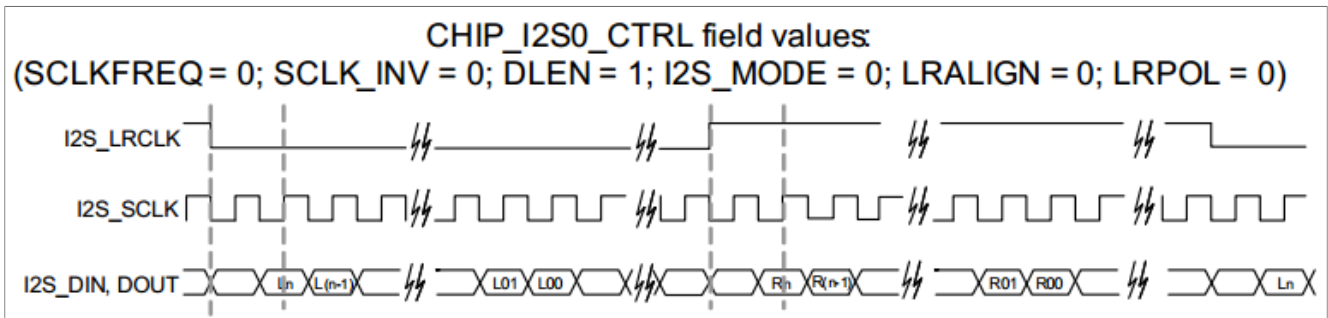 CHIP_I2S0_CTRL field values:
(SCLKFREQ = 0; SCLK_INV = 0; DLEN = 1; I2S_MODE = 0; LRALIGN = 0; LRPOL = 0)
I2S_LRCLK
I2S_SCLK
I2S_DIN, DOUT Ln L(n-1) L01 L00 Rn R(n-1) R01 R00 Ln